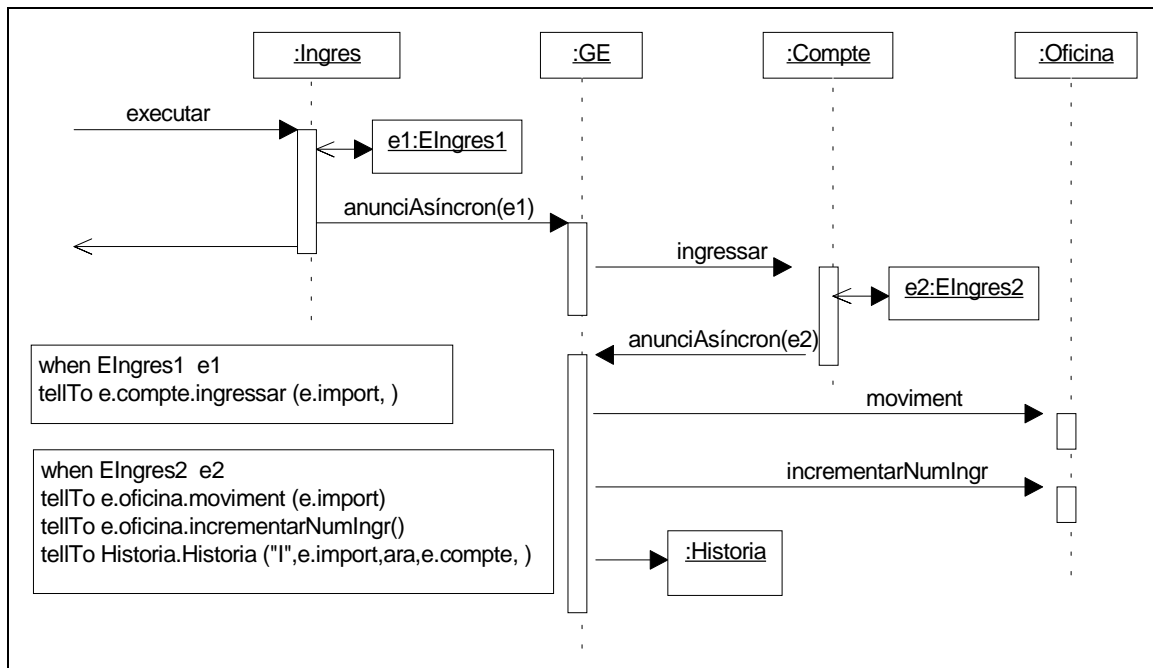 :Ingres
:GE
:Compte
:Oficina
executar
e1:EIngres1
anunciAsíncron(e1)
ingressar
e2:EIngres2
anunciAsíncron(e2)
when EIngres1  e1
tellTo e.compte.ingressar (e.import, )
moviment
when EIngres2  e2
tellTo e.oficina.moviment (e.import)
tellTo e.oficina.incrementarNumIngr()
tellTo Historia.Historia ("I",e.import,ara,e.compte, )
incrementarNumIngr
:Historia